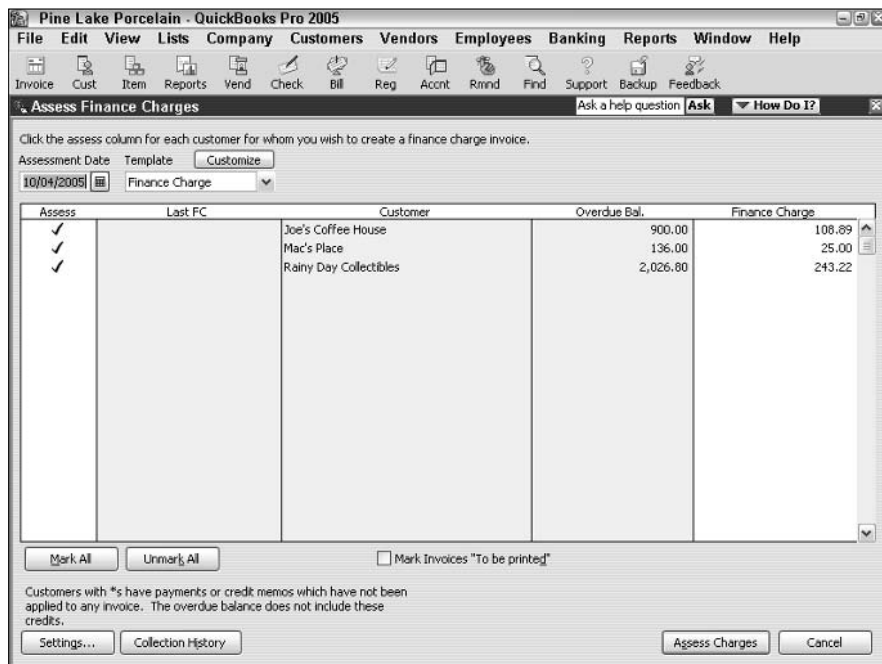 Pine Lake Porcelain - QuickBooks Pro 2005
File Edit View Lists Company Customers Vendors Employees Banking Reports Window Help
Invoice Cust Item Reports Vend Check Bill Reg Accnt Rmnd Find Support Backup Feedback
Assess Finance Charges Ask a help question Ask How Do I?
Click the assess column for each customer for whom you wish to create a finance charge invoice.
Assessment Date Template Customize
10/04/2005 Finance Charge
Assess Last FC Customer Overdue Bal. Finance Charge
Joe's Coffee House 900.00 108.89
Mac's Place 136.00 25.00
Rainy Day Collectibles 2,026.80 243.22
Mark All Unmark All Mark Invoices "To be printed"
Customers with *s have payments or credit memos which have not been
applied to any invoice. The overdue balance does not include these
credits.
Settings... Collection History Assess Charges Cancel